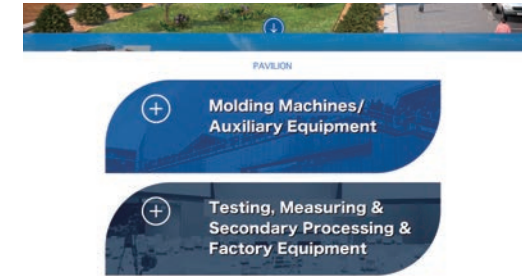 PAVILION
Molding Machines/
Auxiliary Equipment
Testing, Measuring &
Secondary Processing &
Factory Equipment